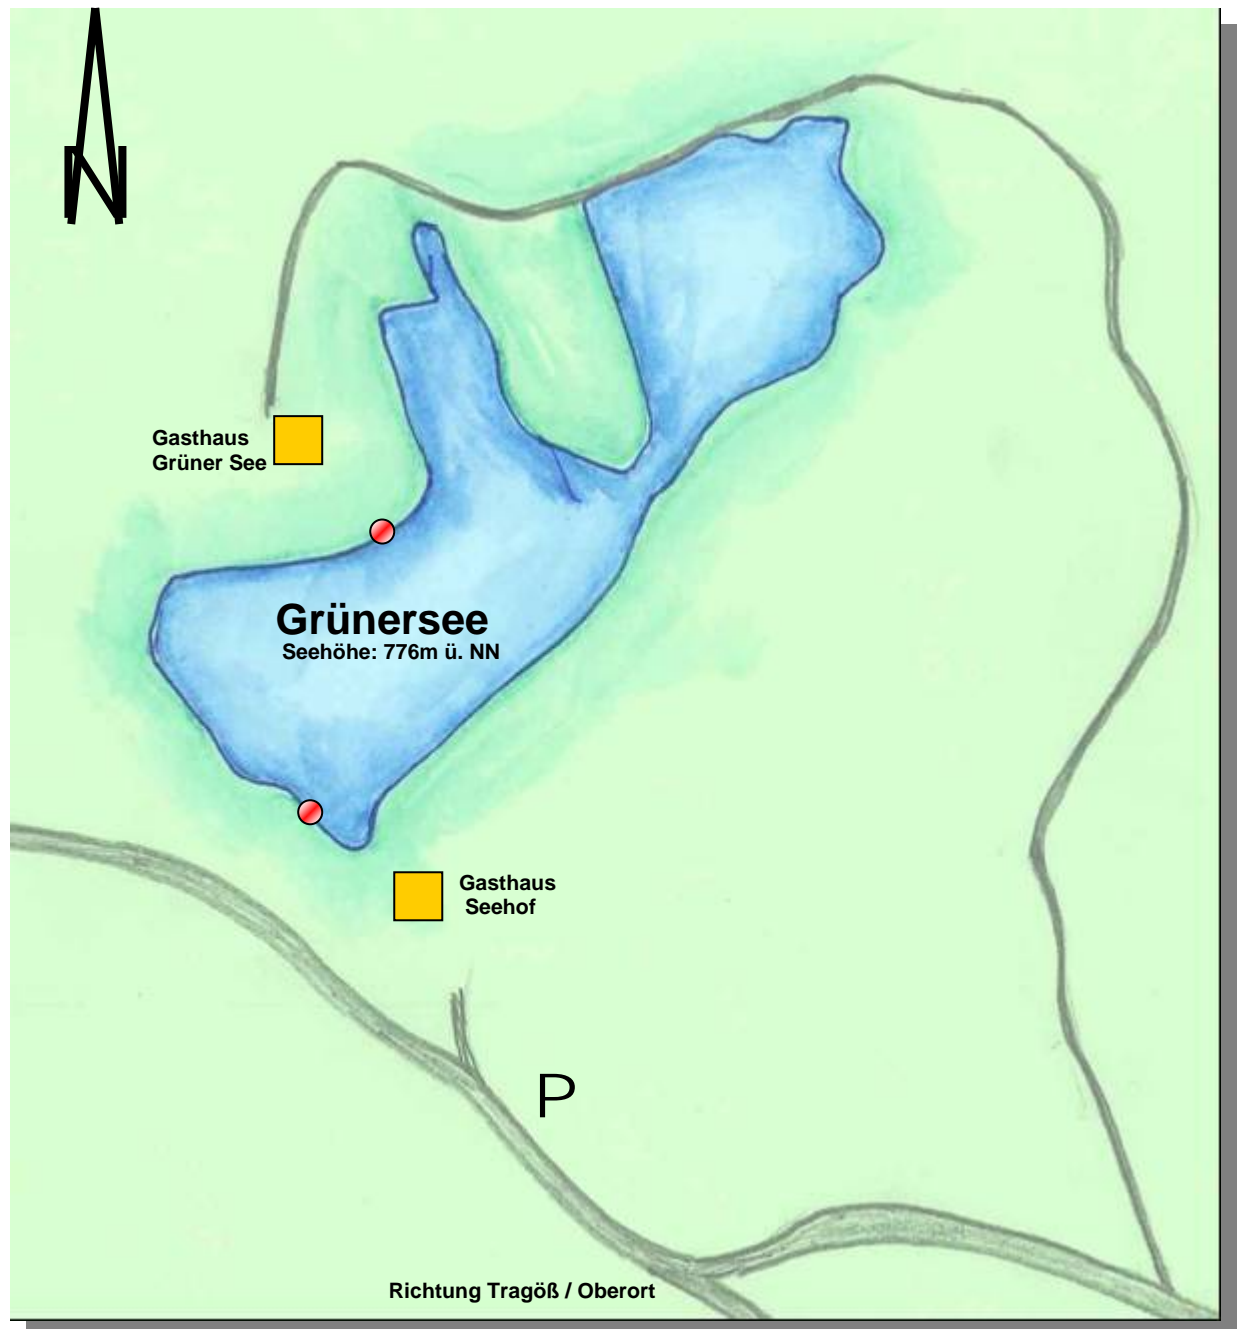 N
Gasthaus
Grüner See
Grünersee
Seehöhe: 776m ü. NN
Gasthaus
Seehof
P
Richtung Tragöß / Oberort